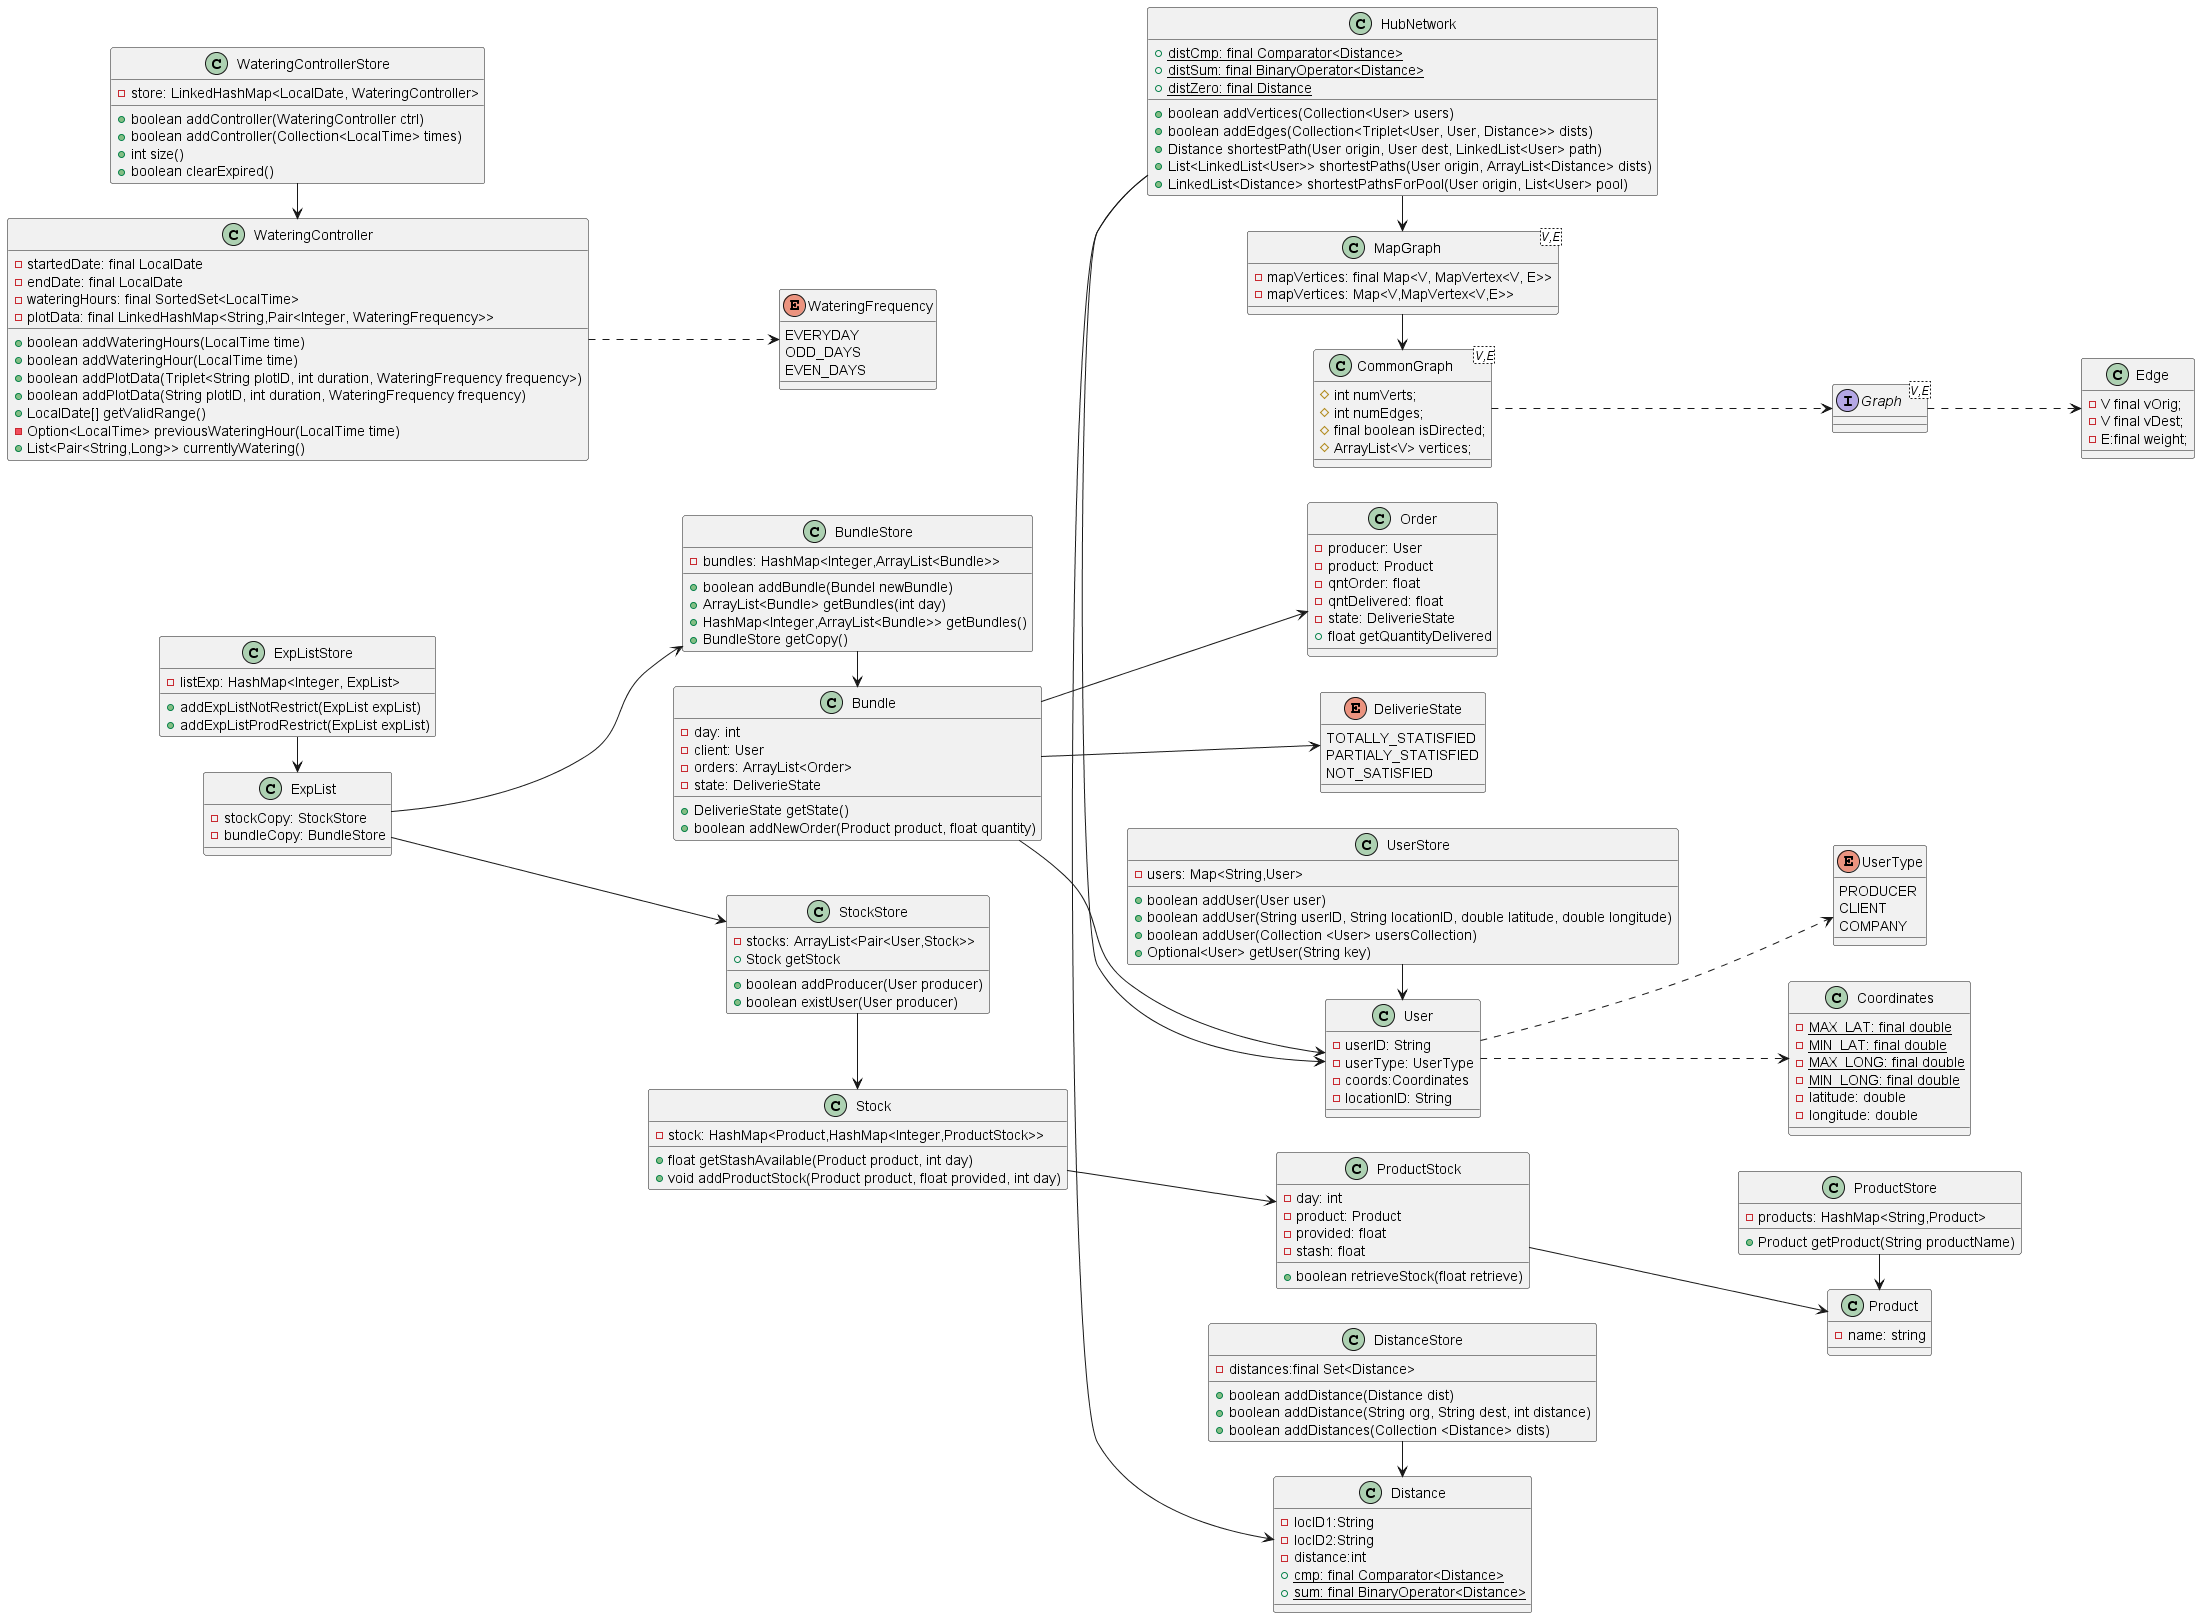 WateringControllerStore
store: LinkedHashMap<LocalDate, WateringController>
boolean addController(WateringController ctrl)
boolean addController(Collection<LocalTime> times)
int size()
boolean clearExpired()
WateringController
startedDate: final LocalDate
endDate: final LocalDate
wateringHours: final SortedSet<LocalTime>
plotData: final LinkedHashMap<String,Pair<Integer, WateringFrequency>>
boolean addWateringHours(LocalTime time)
boolean addWateringHour(LocalTime time)
boolean addPlotData(Triplet<String plotID, int duration, WateringFrequency frequency>)
boolean addPlotData(String plotID, int duration, WateringFrequency frequency)
LocalDate[] getValidRange()
Option<LocalTime> previousWateringHour(LocalTime time)
List<Pair<String,Long>> currentlyWatering()
E WateringFrequency
EVERYDAY
ODD_DAYS
EVEN_DAYS
C HubNetwork
distCmp: final Comparator<Distance>
distSum: final BinaryOperator<Distance>
distZero: final Distance
boolean addVertices(Collection<User> users)
boolean addEdges(Collection<Triplet<User, User, Distance>> dists)
Distance shortestPath(User origin, User dest, LinkedList<User> path)
List<LinkedList<User>> shortestPaths(User origin, ArrayList<Distance> dists)
LinkedList<Distance> shortestPathsForPool(User origin, List<User> pool)
C MapGraph V,E
mapVertices: final Map<V, MapVertex<V, E>>
mapVertices: Map<V,MapVertex<V,E>>
C CommonGraph V,E
int numVerts;
int numEdges;
final boolean isDirected;
ArrayList<V> vertices;
I Graph V,E
C Edge
V final vOrig;
V final vDest;
E:final weight;
C Order
producer: User
product: Product
qntOrder: float
qntDelivered: float
state: DeliverieState
float getQuantityDelivered
C BundleStore
bundles: HashMap<Integer,ArrayList<Bundle>>
boolean addBundle(Bundel newBundle)
ArrayList<Bundle> getBundles(int day)
HashMap<Integer,ArrayList<Bundle>> getBundles()
BundleStore getCopy()
C ExpListStore
listExp: HashMap<Integer, ExpList>
addExpListNotRestrict(ExpList expList)
addExpListProdRestrict(ExpList expList)
C ExpList
stockCopy: StockStore
bundleCopy: BundleStore
C Bundle
day: int
client: User
orders: ArrayList<Order>
state: DeliverieState
DeliverieState getState()
boolean addNewOrder(Product product, float quantity)
E DeliverieState
TOTALLY_STATISFIED
PARTIALY_STATISFIED
NOT_SATISFIED
C UserStore
users: Map<String,User>
boolean addUser(User user)
boolean addUser(String userID, String locationID, double latitude, double longitude)
boolean addUser(Collection <User> usersCollection)
Optional<User> getUser(String key)
E UserType
PRODUCER
CLIENT
COMPANY
C StockStore
stocks: ArrayList<Pair<User,Stock>>
Stock getStock
boolean addProducer(User producer)
boolean existUser(User producer)
C User
userID: String
userType: UserType
coords:Coordinates
locationID: String
C Coordinates
MAX_LAT: final double
MIN_LAT: final double
MAX_LONG: final double
MIN_LONG: final double
latitude: double
longitude: double
C Stock
stock: HashMap<Product,HashMap<Integer,ProductStock>>
float getStashAvailable(Product product, int day)
void addProductStock(Product product, float provided, int day)
C ProductStock
day: int
product: Product
provided: float
stash: float
boolean retrieveStock(float retrieve)
C ProductStore
products: HashMap<String,Product>
Product getProduct(String productName)
C Product
name: string
C DistanceStore
distances:final Set<Distance>
boolean addDistance(Distance dist)
boolean addDistance(String org, String dest, int distance)
boolean addDistances(Collection <Distance> dists)
C Distance
locID1:String
locID2:String
distance:int
cmp: final Comparator<Distance>
sum: final BinaryOperator<Distance>